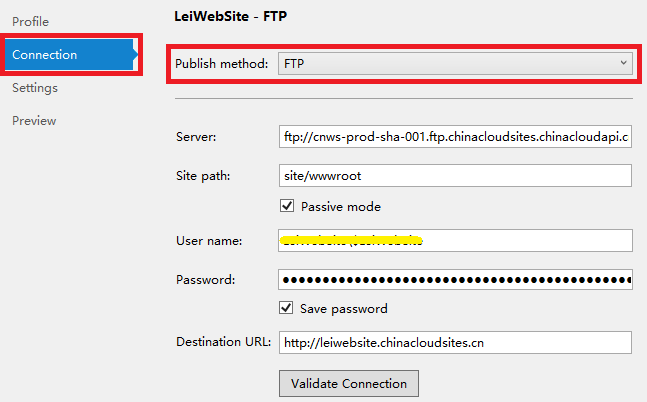 LeiWebSite - FTP
Profile
Connection
Settings
Preview
Publish method: FTP
Server: ftp://cnws-prod-sha-001.ftp.chinacloudsites.chinacloudapi.c
Site path: site/wwwroot
Passive mode
User name:
Password: ●●●●●●●●●●●●●●●●●●●●●●●●●●●●●●●●●●●●●●●●●●●●
Save password
Destination URL: http://leiwebsite.chinacloudsites.cn
Validate Connection